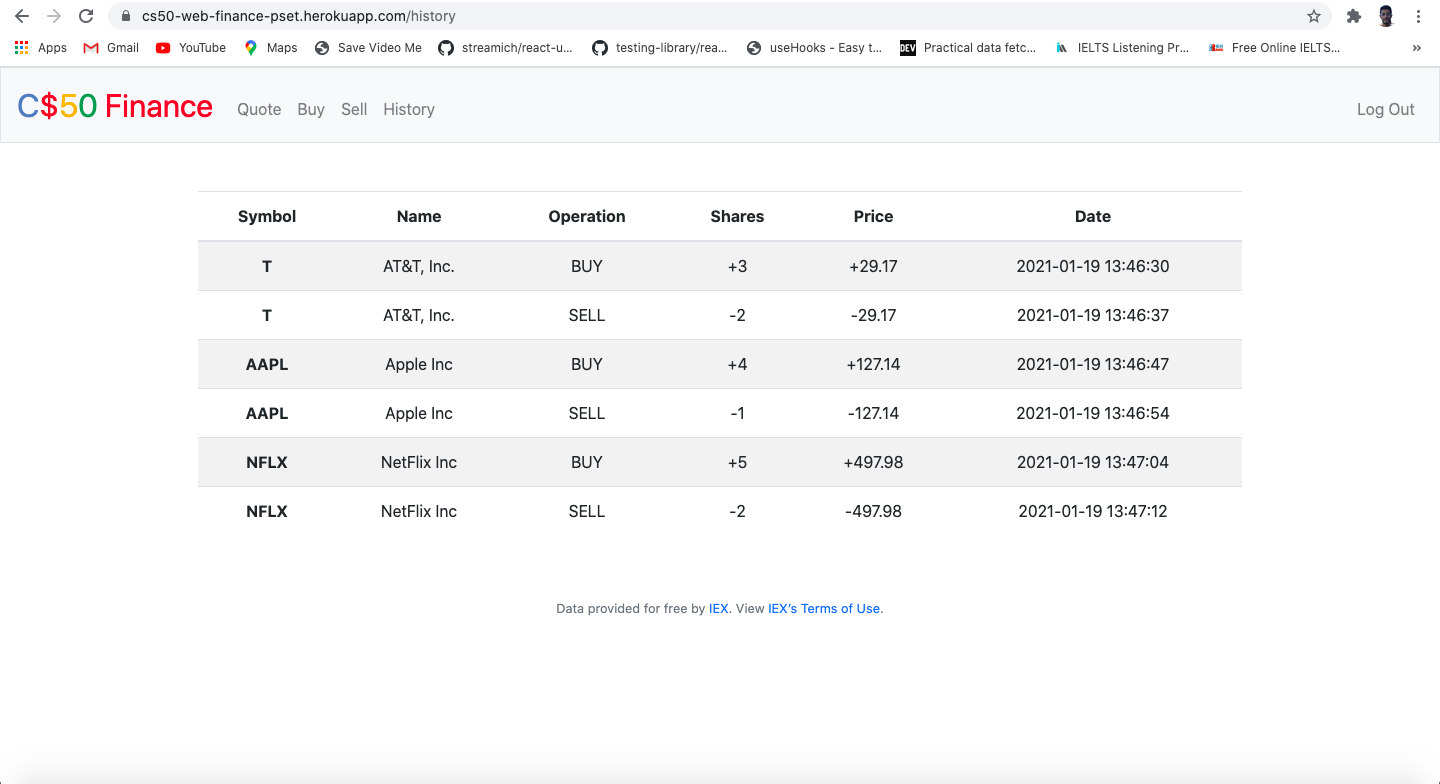 cs50-web-finance-pset.herokuapp.com/history
Apps Gmail YouTube Maps Save Video Me streamich/react-u... testing-library/rea... useHooks - Easy t... DEV Practical data fetc... IELTS Listening Pr... Free Online IELTS... »
C$50 Finance Quote Buy Sell History Log Out
Symbol Name Operation Shares Price Date
T AT&T, Inc. BUY +3 +29.17 2021-01-19 13:46:30
T AT&T, Inc. SELL -2 -29.17 2021-01-19 13:46:37
AAPL Apple Inc BUY +4 +127.14 2021-01-19 13:46:47
AAPL Apple Inc SELL -1 -127.14 2021-01-19 13:46:54
NFLX NetFlix Inc BUY +5 +497.98 2021-01-19 13:47:04
NFLX NetFlix Inc SELL -2 -497.98 2021-01-19 13:47:12
Data provided for free by IEX. View IEX’s Terms of Use.